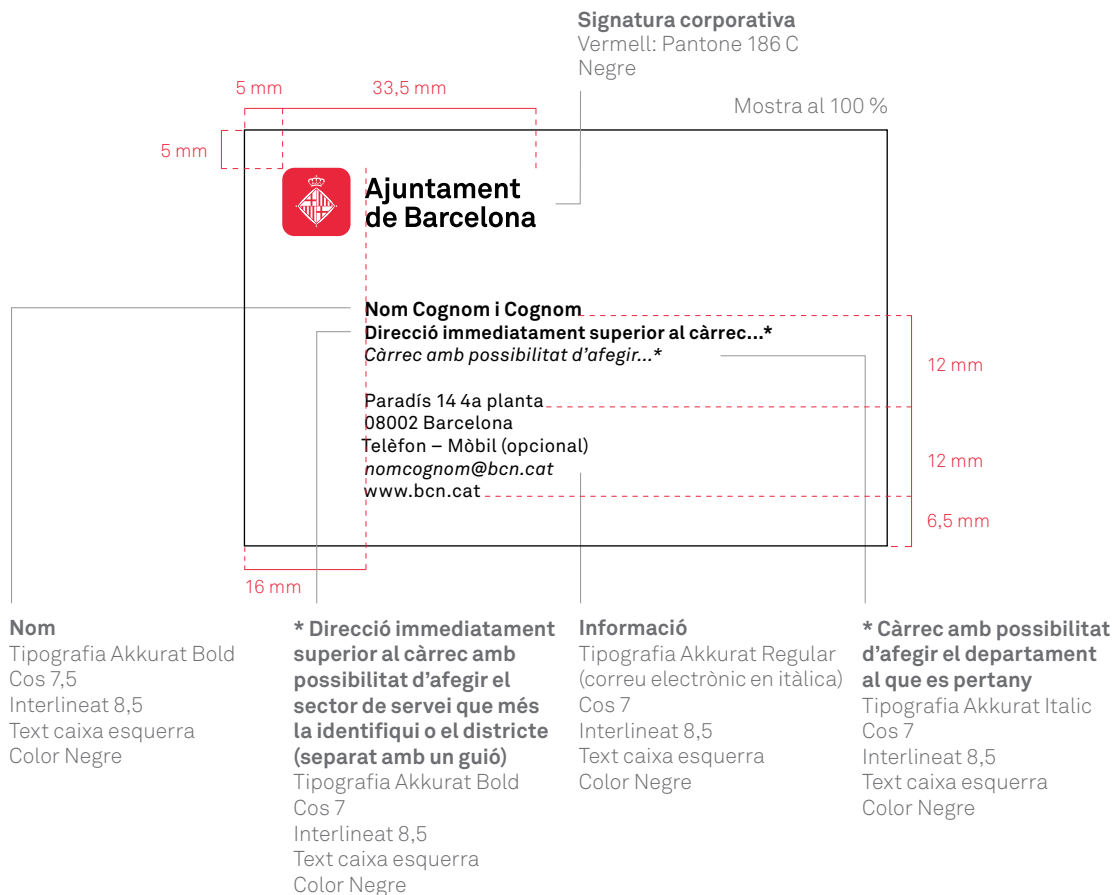 Signatura corporativa
Vermell: Pantone 186 C
Negre
5 mm
33,5 mm
Mostra al 100 %
5 mm
Ajuntament
de Barcelona
Nom Cognom i Cognom
Direcció immediatament superior al càrrec...*
Càrrec amb possibilitat d’afegir...*
12 mm
Paradís 14 4a planta
08002 Barcelona
Telèfon – Mòbil (opcional)
nomcognom@bcn.cat
www.bcn.cat
12 mm
6,5 mm
16 mm
Nom
Tipografia Akkurat Bold
Cos 7,5
Interlineat 8,5
Text caixa esquerra
Color Negre
* Direcció immediatament
superior al càrrec amb
possibilitat d’afegir el
sector de servei que més
la identifiqui o el districte
(separat amb un guió)
Tipografia Akkurat Bold
Cos 7
Interlineat 8,5
Text caixa esquerra
Color Negre
Informació
Tipografia Akkurat Regular
(correu electrònic en itàlica)
Cos 7
Interlineat 8,5
Text caixa esquerra
Color Negre
* Càrrec amb possibilitat
d’afegir el departament
al que es pertany
Tipografia Akkurat Italic
Cos 7
Interlineat 8,5
Text caixa esquerra
Color Negre